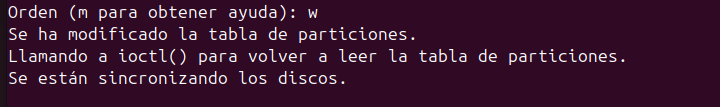 Orden (m para obtener ayuda): w
Se ha modificado la tabla de particiones.
Llamando a ioctl() para volver a leer la tabla de particiones.
Se están sincronizando los discos.